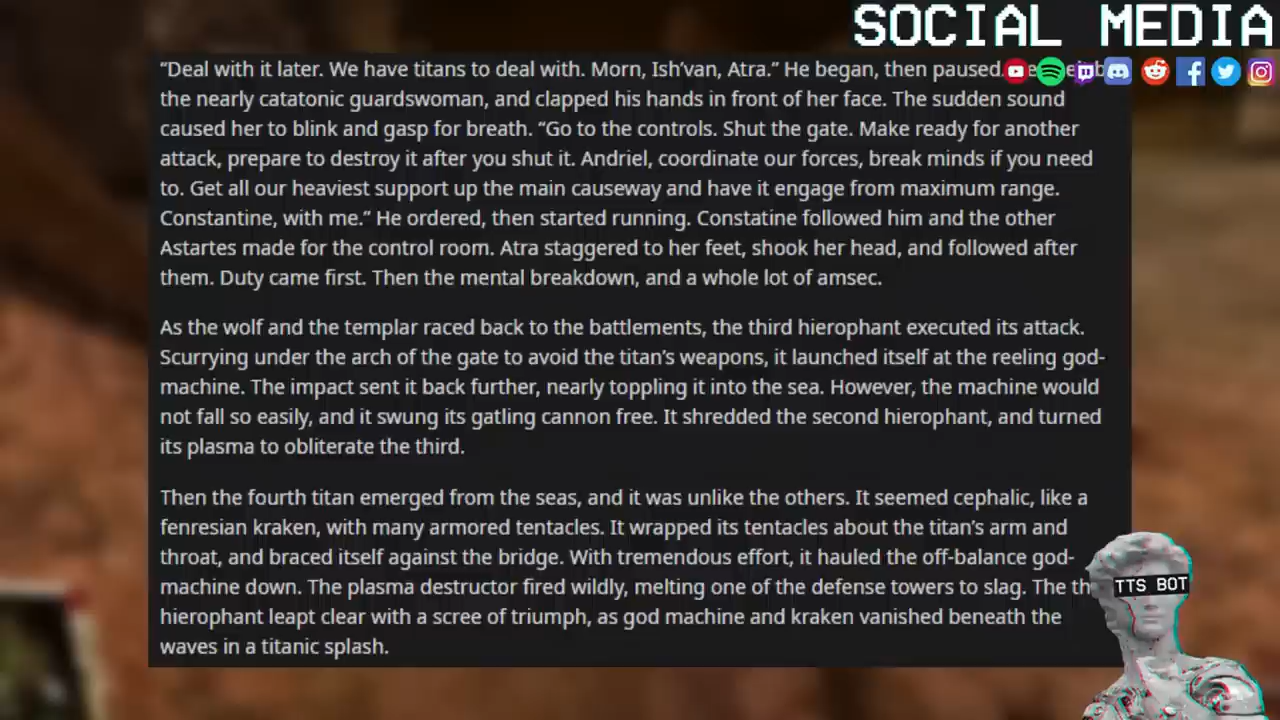 SOCIAL MEDIA
“Deal with it later. We have titans to deal with. Morn, Ish’van, Atra.” He began, then paused.
the nearly catatonic guardswoman, and clapped his hands in front of her face. The sudden sound
caused her to blink and gasp for breath. “Go to the controls. Shut the gate. Make ready for another
attack, prepare to destroy it after you shut it. Andriel, coordinate our forces, break minds if you need
to. Get all our heaviest support up the main causeway and have it engage from maximum range.
Constantine, with me.” He ordered, then started running. Constatine followed him and the other
Astartes made for the control room. Atra staggered to her feet, shook her head, and followed after
them. Duty came first. Then the mental breakdown, and a whole lot of amsec.
As the wolf and the templar raced back to the battlements, the third hierophant executed its attack.
Scurrying under the arch of the gate to avoid the titan’s weapons, it launched itself at the reeling god-
machine. The impact sent it back further, nearly toppling it into the sea. However, the machine would
not fall so easily, and it swung its gatling cannon free. It shredded the second hierophant, and turned
its plasma to obliterate the third.
Then the fourth titan emerged from the seas, and it was unlike the others. It seemed cephalic, like a
fenresian kraken, with many armored tentacles. It wrapped its tentacles about the titan’s arm and
throat, and braced itself against the bridge. With tremendous effort, it hauled the off-balance god-
machine down. The plasma destructor fired wildly, melting one of the defense towers to slag. The
hierophant leapt clear with a scree of triumph, as god machine and kraken vanished beneath the
waves in a titanic splash.
TTS BOT